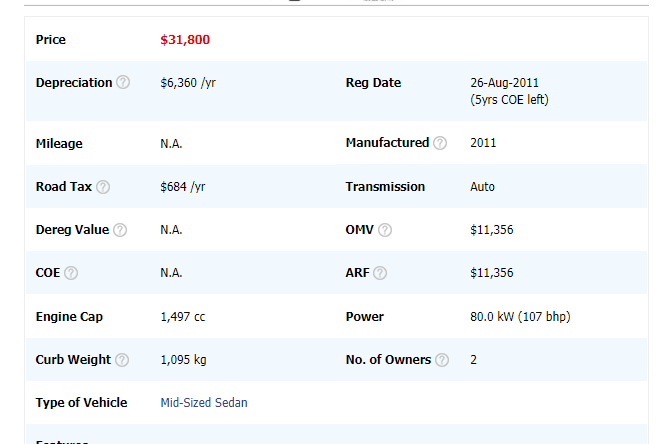 Price $31,800
Depreciation ? $6,360 /yr Reg Date 26-Aug-2011
(5yrs COE left)
Mileage N.A. Manufactured ? 2011
Road Tax ? $684 /yr Transmission Auto
Dereg Value ? N.A. OMV ? $11,356
COE ? N.A. ARF ? $11,356
Engine Cap 1,497 cc Power 80.0 kW (107 bhp)
Curb Weight ? 1,095 kg No. of Owners ? 2
Type of Vehicle Mid-Sized Sedan